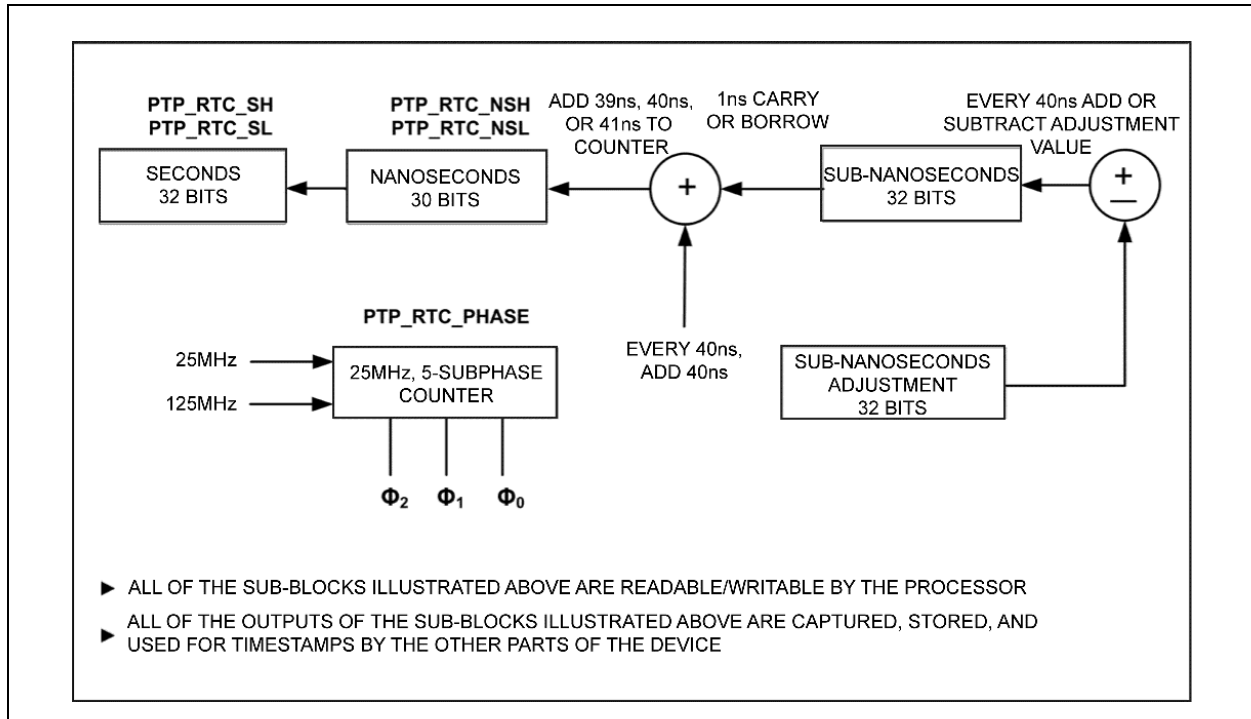 PTP_RTC_SH
PTP_RTC_SL
SECONDS
32 BITS
PTP_RTC_NSH
PTP_RTC_NSL
NANOSECONDS
30 BITS
ADD 39ns, 40ns,
OR 41ns TO
COUNTER
+
1ns CARRY
OR BORROW
SUB-NANOSECONDS
32 BITS
EVERY 40ns ADD OR
SUBTRACT ADJUSTMENT
VALUE
+
—
PTP_RTC_PHASE
25MHz
125MHz
25MHz, 5-SUBPHASE
COUNTER
Φ2 Φ1 Φ0
EVERY 40ns,
ADD 40ns
SUB-NANOSECONDS
ADJUSTMENT
32 BITS
► ALL OF THE SUB-BLOCKS ILLUSTRATED ABOVE ARE READABLE/WRITABLE BY THE PROCESSOR
► ALL OF THE OUTPUTS OF THE SUB-BLOCKS ILLUSTRATED ABOVE ARE CAPTURED, STORED, AND
USED FOR TIMESTAMPS BY THE OTHER PARTS OF THE DEVICE